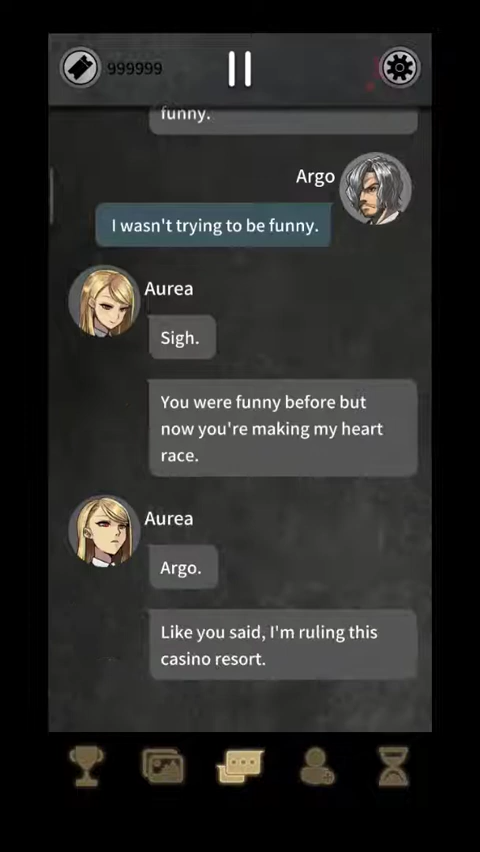 999999
funny.
Argo
I wasn't trying to be funny.
Aurea
Sigh.
You were funny before but
now you're making my heart
race.
Aurea
Argo.
Like you said, I'm ruling this
casino resort.